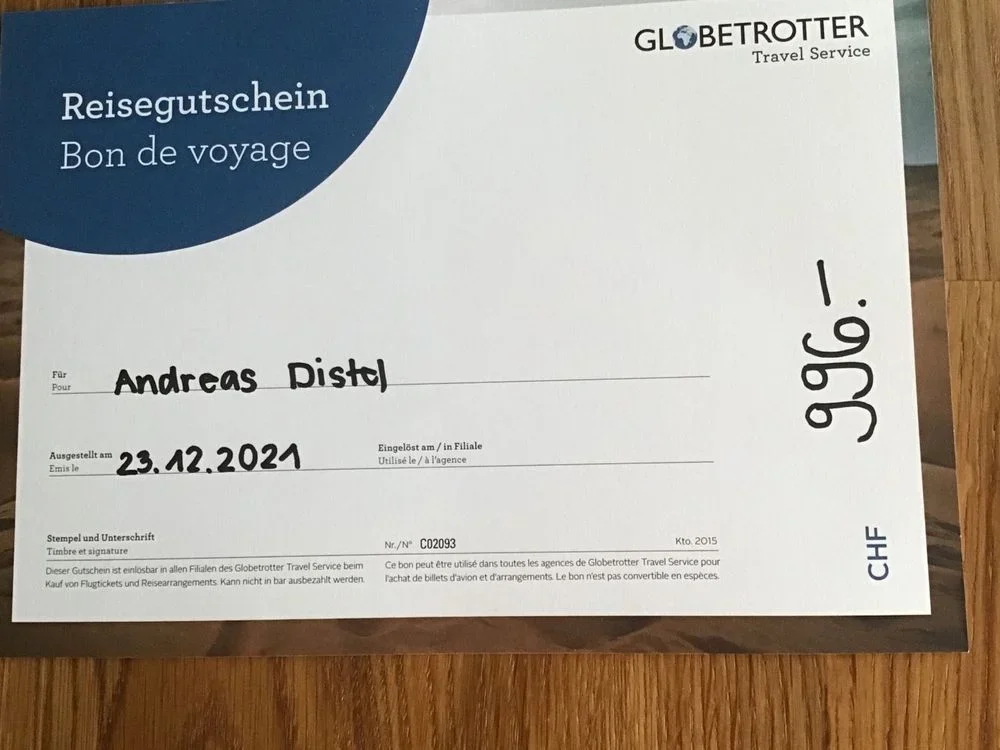 GLOBETROTTER
Travel Service
Reisegutschein
Bon de voyage
Für
Pour
Andreas Distel
Ausgestellt am
Emis le
23.12.2021
Eingelöst am / in Filiale
Utilisé le / à l'agence
996.–
CHF
Stempel und Unterschrift
Timbre et signature
Nr./N° C02093
Kto. 2015
Dieser Gutschein ist einlösbar in allen Filialen des Globetrotter Travel Service beim
Kauf von Flugtickets und Reisearrangements. Kann nicht in bar ausbezahlt werden.
Ce bon peut être utilisé dans toutes les agences de Globetrotter Travel Service pour
l'achat de billets d'avion et d'arrangements. Le bon n'est pas convertible en espèces.